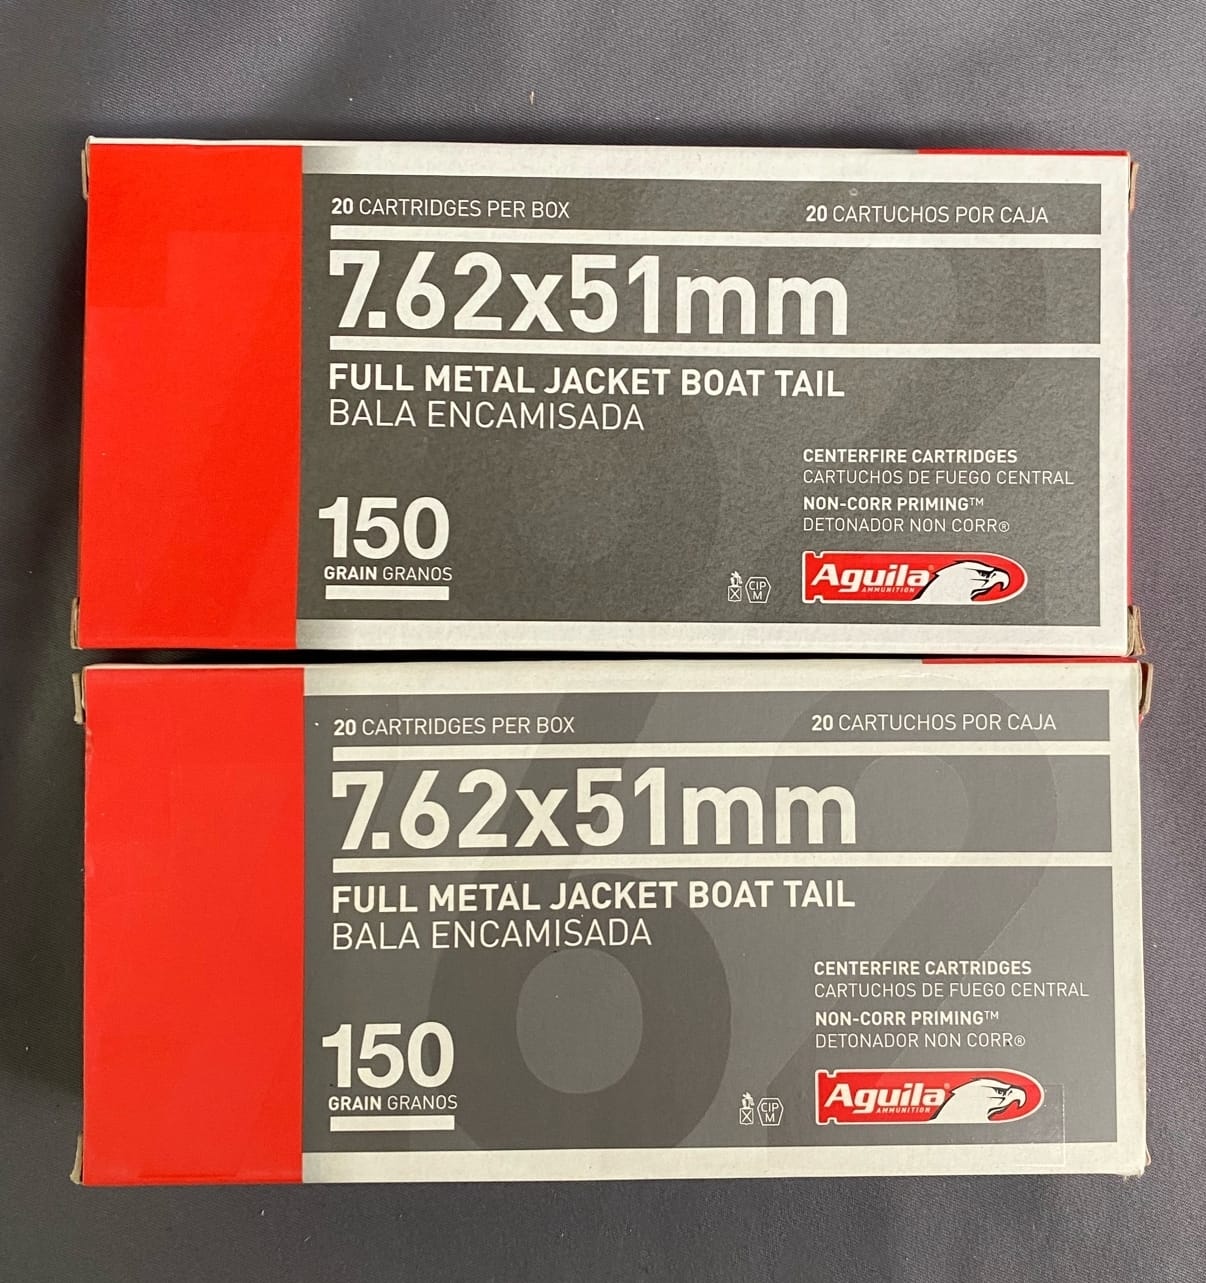 20 CARTRIDGES PER BOX 20 CARTUCHOS POR CAJA
7.62x51mm
FULL METAL JACKET BOAT TAIL
BALA ENCAMISADA
CENTERFIRE CARTRIDGES
CARTUCHOS DE FUEGO CENTRAL
NON-CORR PRIMING™
DETONADOR NON CORR®
150
GRAIN GRANOS
CIP
M
Aguila®
AMMUNITION
20 CARTRIDGES PER BOX 20 CARTUCHOS POR CAJA
7.62x51mm
FULL METAL JACKET BOAT TAIL
BALA ENCAMISADA
CENTERFIRE CARTRIDGES
CARTUCHOS DE FUEGO CENTRAL
NON-CORR PRIMING™
DETONADOR NON CORR®
150
GRAIN GRANOS
CIP
M
Aguila®
AMMUNITION
62